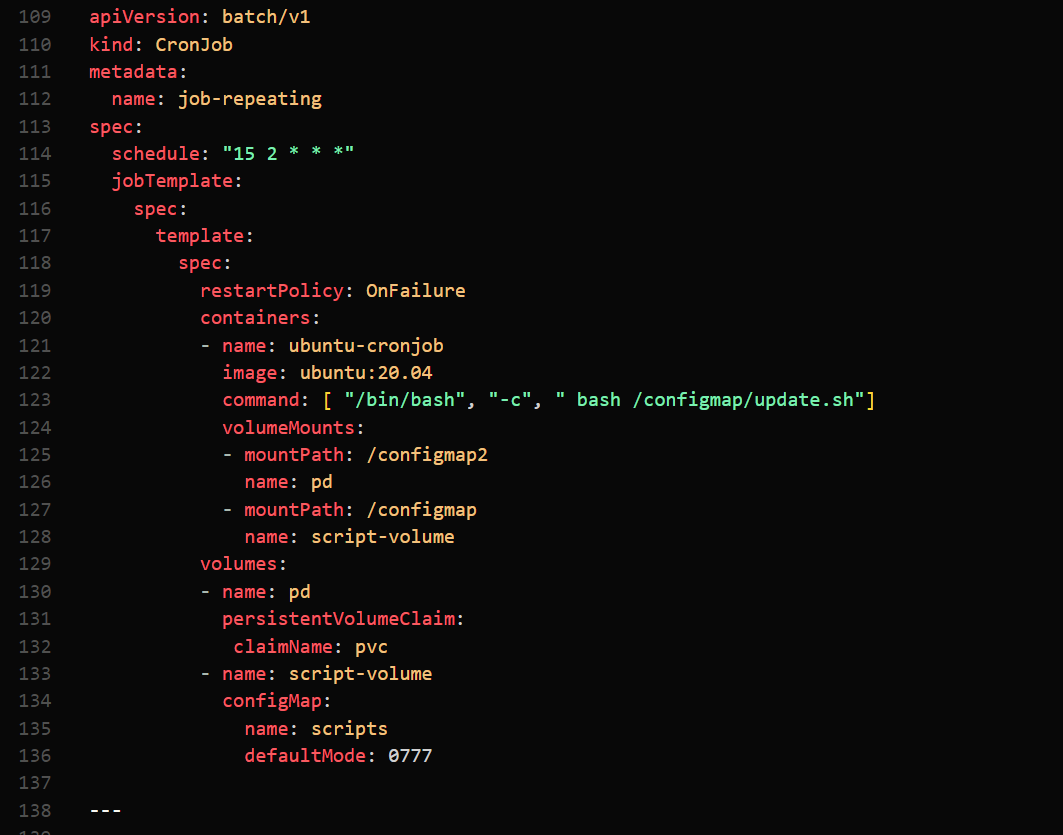 109 apiVersion: batch/v1
110 kind: CronJob
111 metadata:
112   name: job-repeating
113 spec:
114   schedule: "15 2 * * *"
115   jobTemplate:
116     spec:
117       template:
118         spec:
119           restartPolicy: OnFailure
120           containers:
121           - name: ubuntu-cronjob
122             image: ubuntu:20.04
123             command: [ "/bin/bash", "-c", " bash /configmap/update.sh"]
124             volumeMounts:
125             - mountPath: /configmap2
126               name: pd
127             - mountPath: /configmap
128               name: script-volume
129           volumes:
130           - name: pd
131             persistentVolumeClaim:
132              claimName: pvc
133           - name: script-volume
134             configMap:
135               name: scripts
136               defaultMode: 0777
137
138 ---